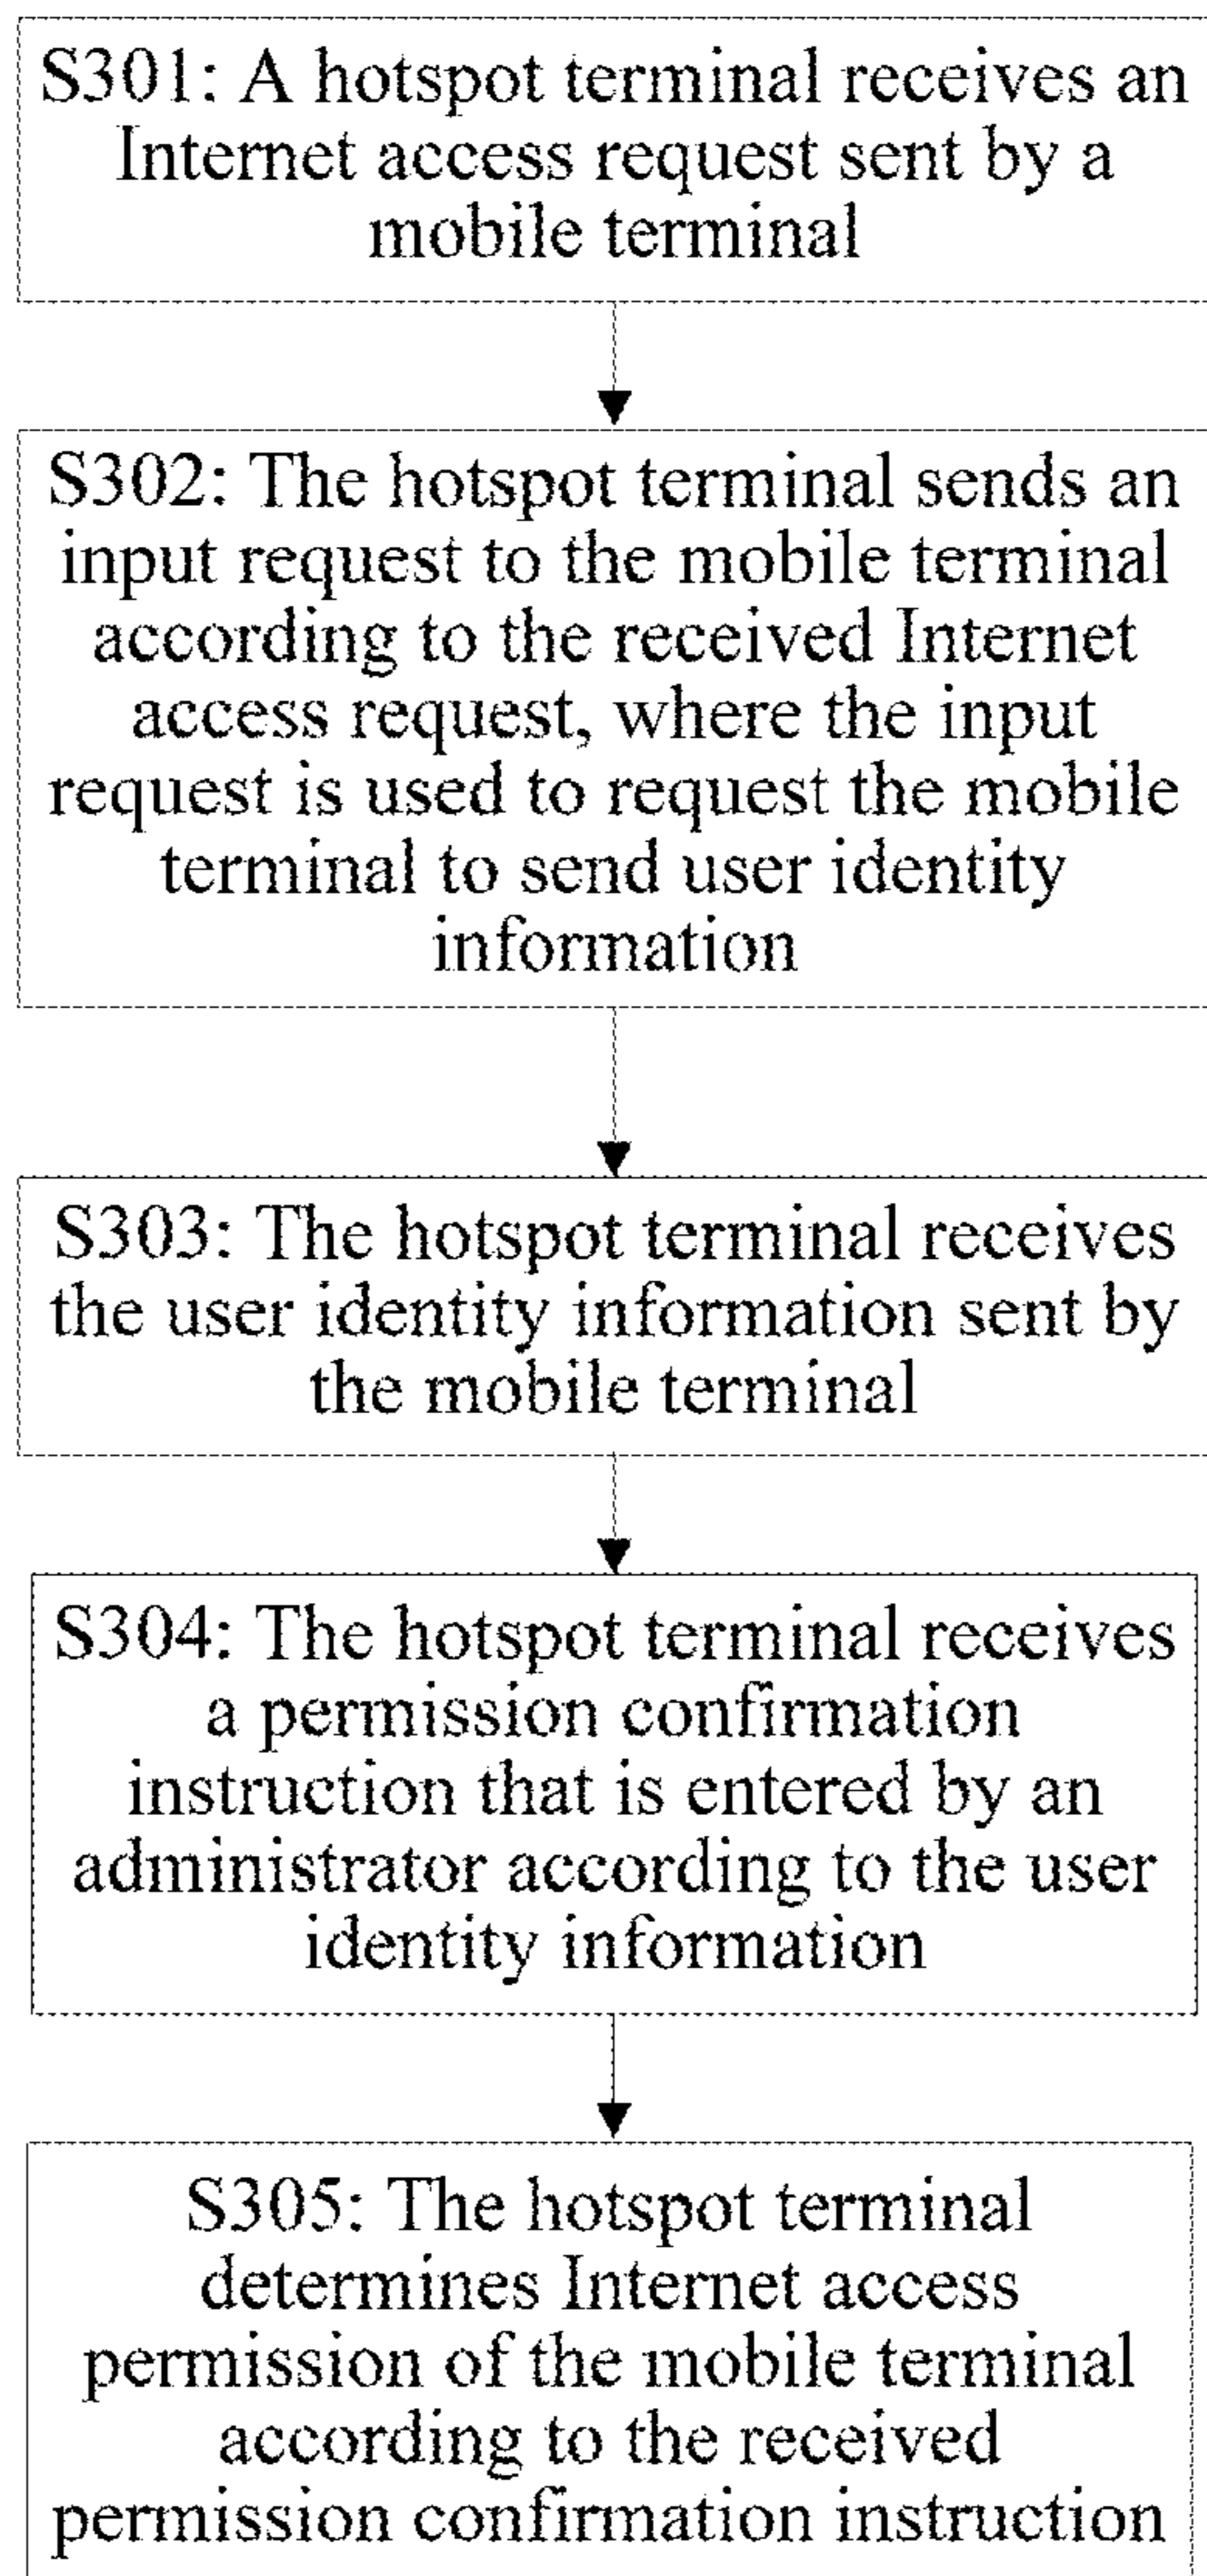 S301: A hotspot terminal receives an
Internet access request sent by a
mobile terminal
S302: The hotspot terminal sends an
input request to the mobile terminal
according to the received Internet
access request, where the input
request is used to request the mobile
terminal to send user identity
information
S303: The hotspot terminal receives
the user identity information sent by
the mobile terminal
S304: The hotspot terminal receives
a permission confirmation
instruction that is entered by an
administrator according to the user
identity information
S305: The hotspot terminal
determines Internet access
permission of the mobile terminal
according to the received
permission confirmation instruction